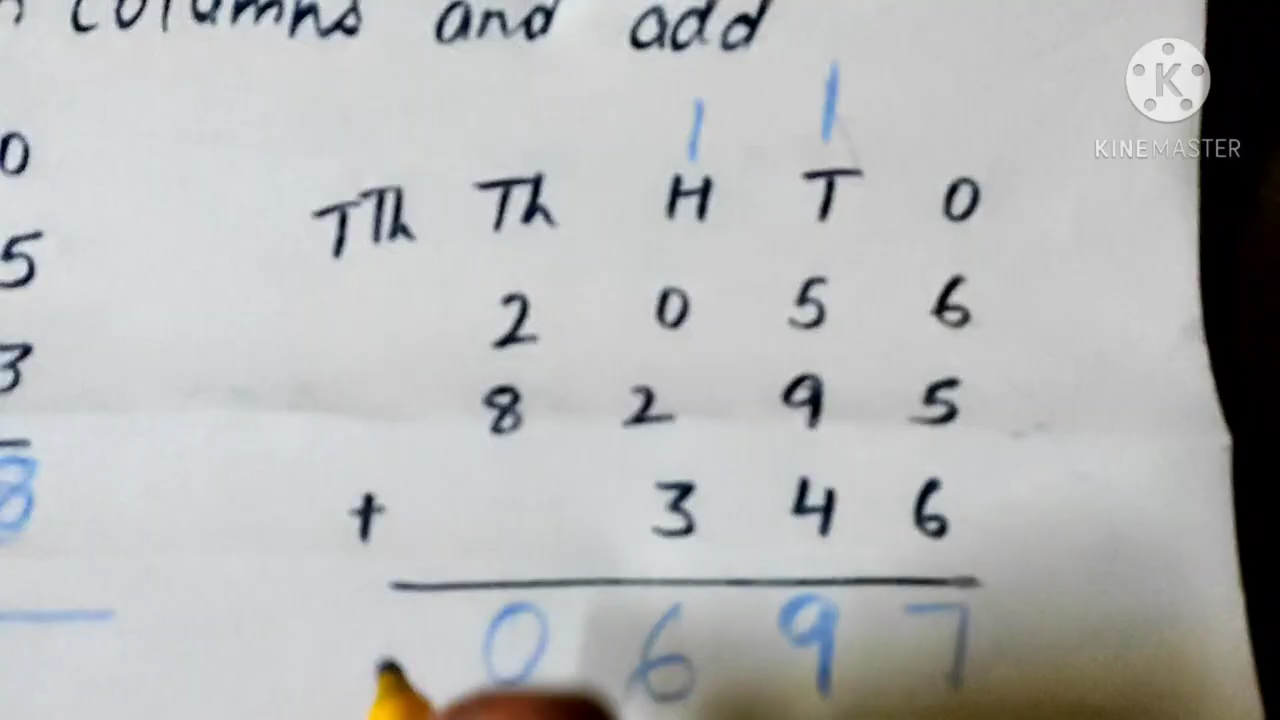 columns and add
KINEMASTER
1 1
0
TTh Th H T O
5
2 0 5 6
3
8 2 9 5
8
+ 3 4 6
0 6 9 7